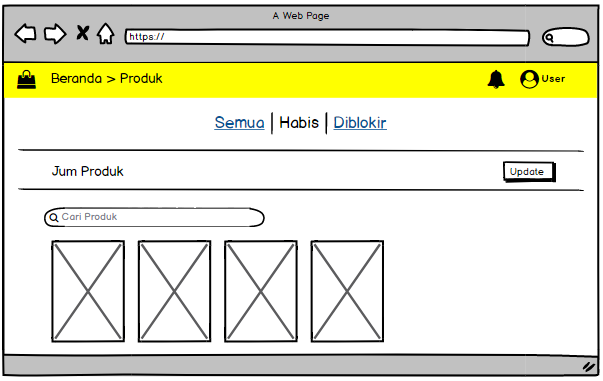 A Web Page
https://
Beranda > Produk
User
Semua | Habis | Diblokir
Jum Produk
Update
Cari Produk